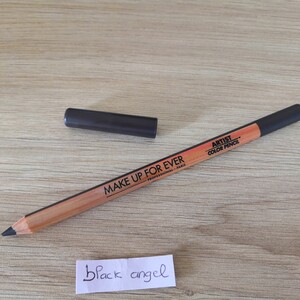 MAKE UP FOR EVER
ARTIST
COLOR PENCIL
black angel